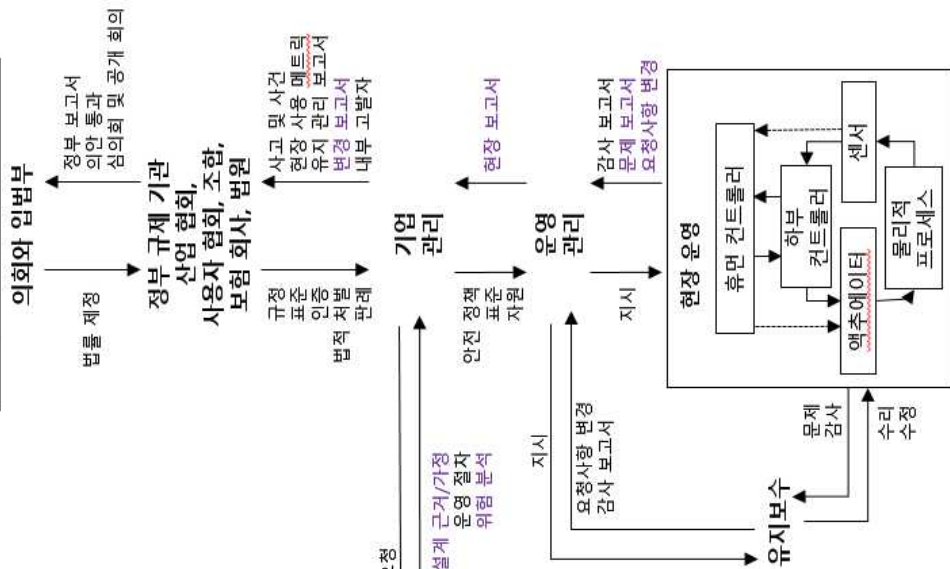 의회와 입법부
법률 제정
정부 보고서
의안 통과
심의회 및 공개 회의
정부 규제 기관
산업 협회,
사용자 협회, 조합,
보험 회사, 법원
규정
표준
인증
법적 처벌
판례
사고 및 사건
현장 사용 메트릭
유지 관리 보고서
변경 보고서
내부 고발자
기업
관리
설계 근거/가정
운영 절차
위험 분석
안전 정책
표준
자원
현장 보고서
운영
관리
지시
요청사항 변경
감사 보고서
지시
감사 보고서
문제 보고서
요청사항 변경
유지보수
문제
감사
수리
수정
현장 운영
휴먼 컨트롤러
하부
컨트롤러
액추에이터
센서
물리적
프로세스